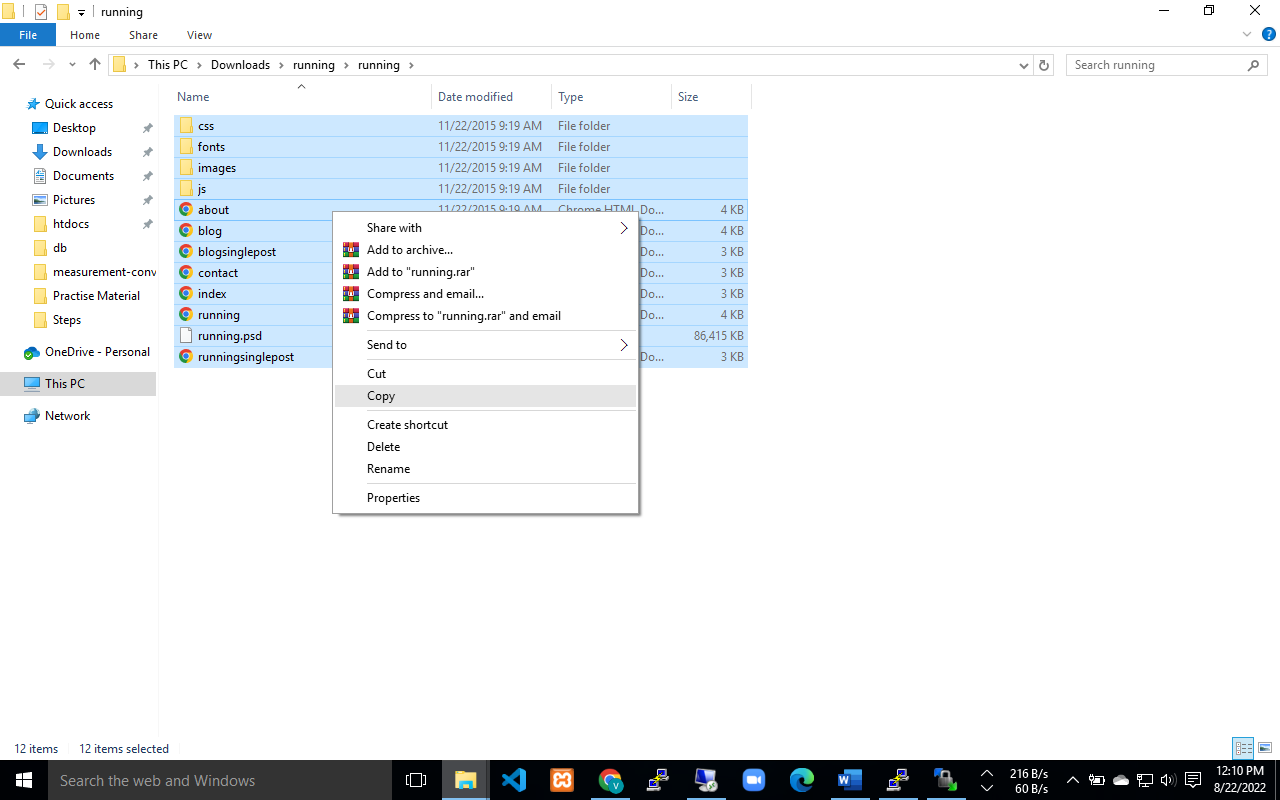 running
File Home Share View
This PC Downloads running running Search running
Name Date modified Type Size
Quick access
Desktop
Downloads
Documents
Pictures
htdocs
db
measurement-conv
Practise Material
Steps
OneDrive - Personal
This PC
Network
css 11/22/2015 9:19 AM File folder
fonts 11/22/2015 9:19 AM File folder
images 11/22/2015 9:19 AM File folder
js 11/22/2015 9:19 AM File folder
about 11/22/2015 9:19 AM Chrome HTML Do... 4 KB
blog Do... 4 KB
blogsinglepost Do... 3 KB
contact Do... 3 KB
index Do... 3 KB
running Do... 4 KB
running.psd 86,415 KB
runningsinglepost Do... 3 KB
Share with
Add to archive...
Add to "running.rar"
Compress and email...
Compress to "running.rar" and email
Send to
Cut
Copy
Create shortcut
Delete
Rename
Properties
12 items 12 items selected
Search the web and Windows
216 B/s
60 B/s
12:10 PM
8/22/2022